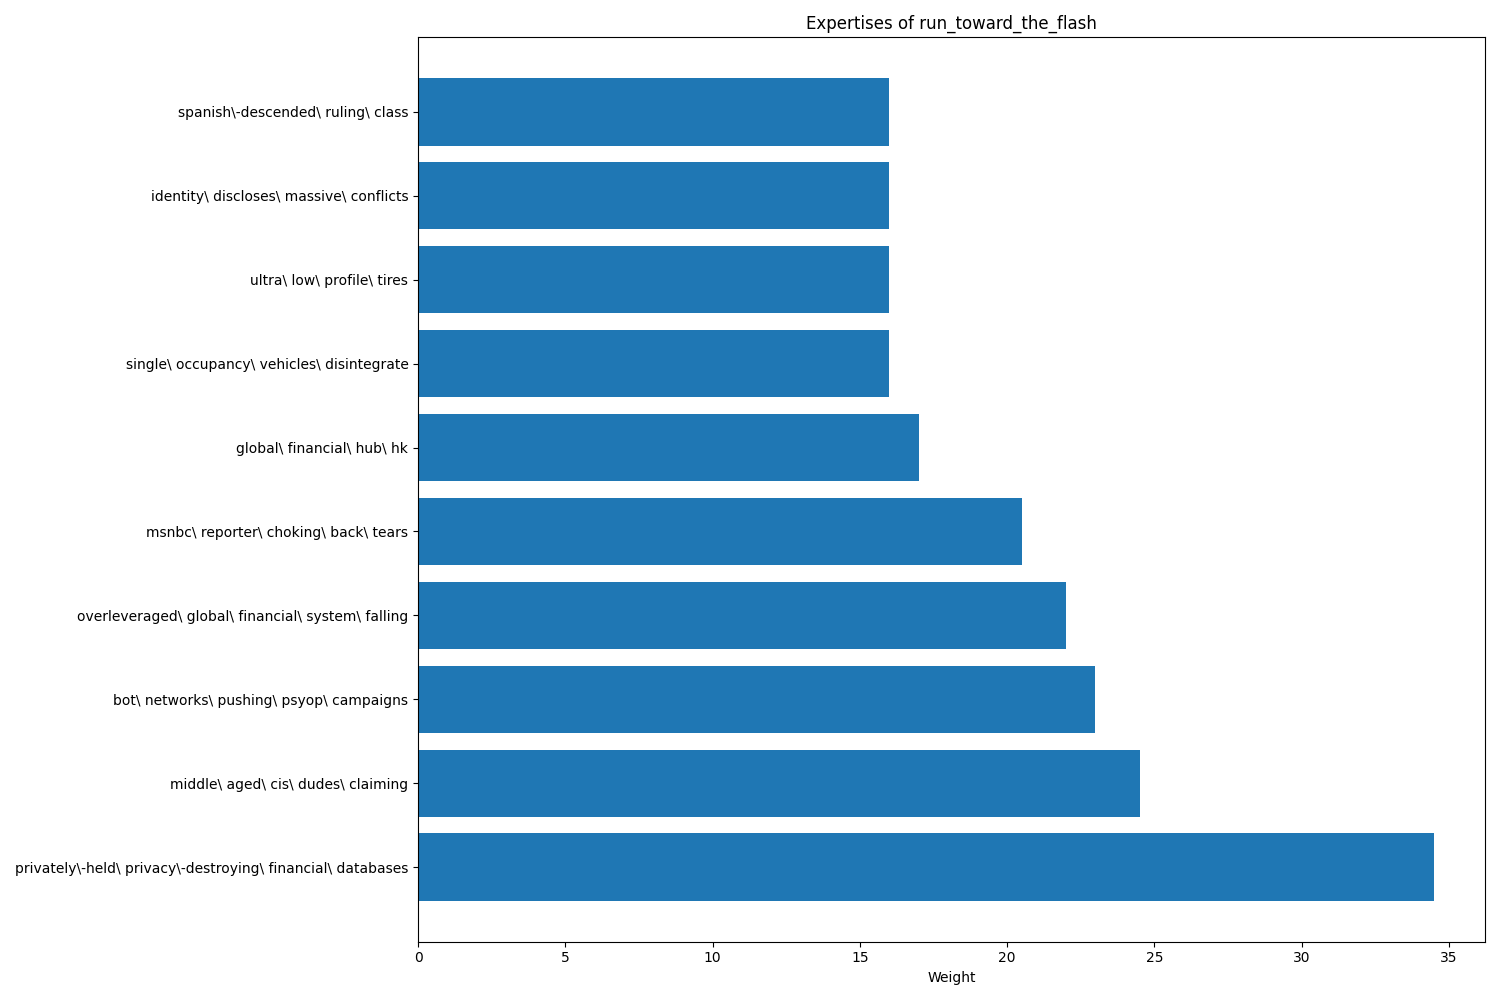 Expertises of run_toward_the_flash
spanish\-descended\ ruling\ class
identity\ discloses\ massive\ conflicts
ultra\ low\ profile\ tires
single\ occupancy\ vehicles\ disintegrate
global\ financial\ hub\ hk
msnbc\ reporter\ choking\ back\ tears
overleveraged\ global\ financial\ system\ falling
bot\ networks\ pushing\ psyop\ campaigns
middle\ aged\ cis\ dudes\ claiming
privately\-held\ privacy\-destroying\ financial\ databases
0 5 10 15 20 25 30 35
Weight